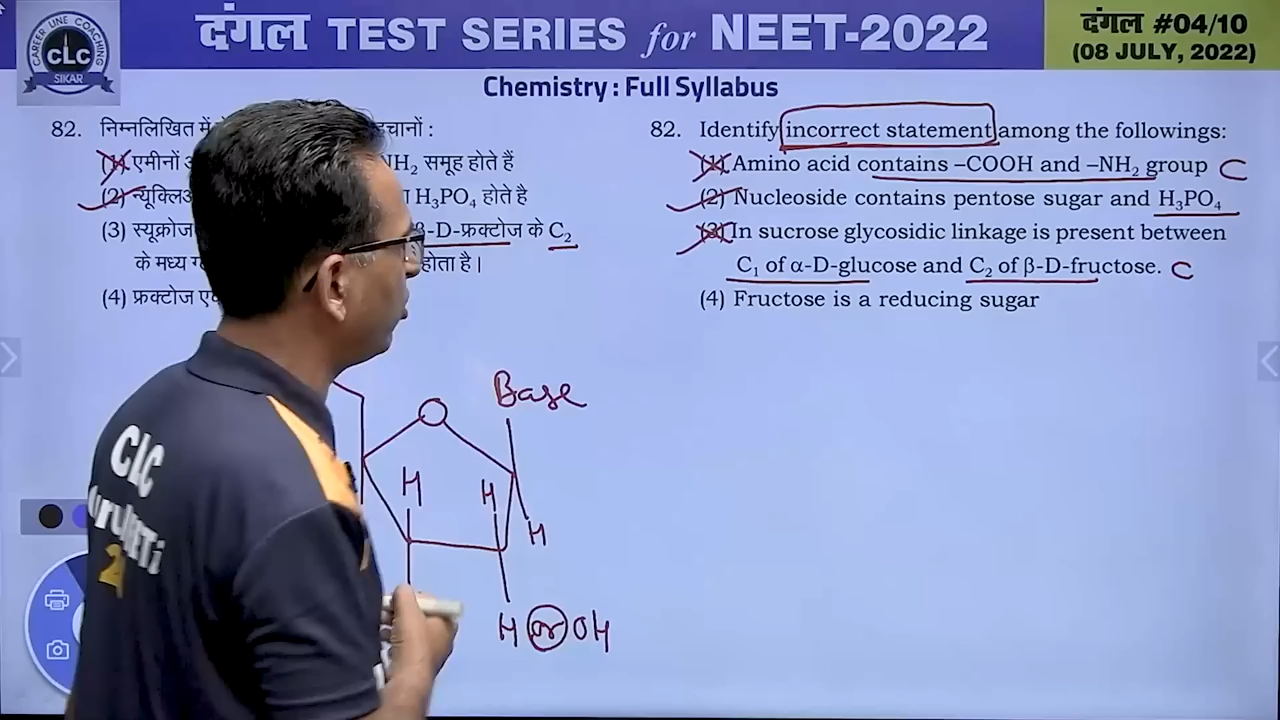 CAREER LINE COACHING
CLC
SIKAR
दंगल TEST SERIES for NEET-2022
दंगल #04/10
(08 JULY, 2022)
Chemistry : Full Syllabus
82. निम्नलिखित में
(1) एमीनों NH₂ समूह होते हैं
(2) H₃PO₄ होते है
(3) स्यूक्रोज β-D-फ्रक्टोज के C₂
के मध्य होता है।
(4) फ्रक्टोज
82. Identify incorrect statement among the followings:
(1) Amino acid contains –COOH and –NH₂ group C
(2) Nucleoside contains pentose sugar and H₃PO₄
(3) In sucrose glycosidic linkage is present between
C₁ of α-D-glucose and C₂ of β-D-fructose. C
(4) Fructose is a reducing sugar
Base
O
H H
H
H or OH
CLC